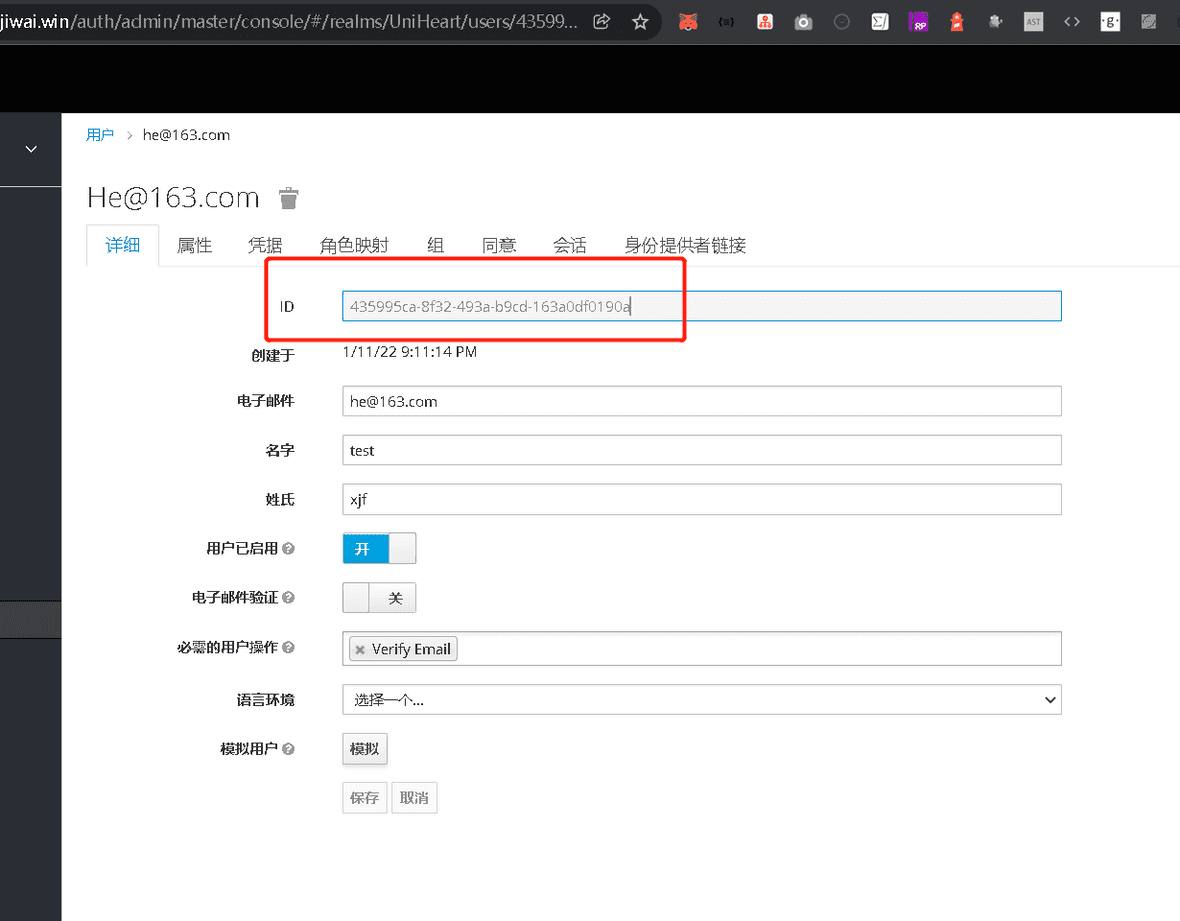 jiwai.win/auth/admin/master/console/#/realms/UniHeart/users/43599...
RP
AST
<>
·g·
用户 > he@163.com
He@163.com
详细 属性 凭据 角色映射 组 同意 会话 身份提供者链接
ID 435995ca-8f32-493a-b9cd-163a0df0190a
创建于 1/11/22 9:11:14 PM
电子邮件 he@163.com
名字 test
姓氏 xjf
用户已启用 开
电子邮件验证 关
必需的用户操作 × Verify Email
语言环境 选择一个...
模拟用户 模拟
保存 取消